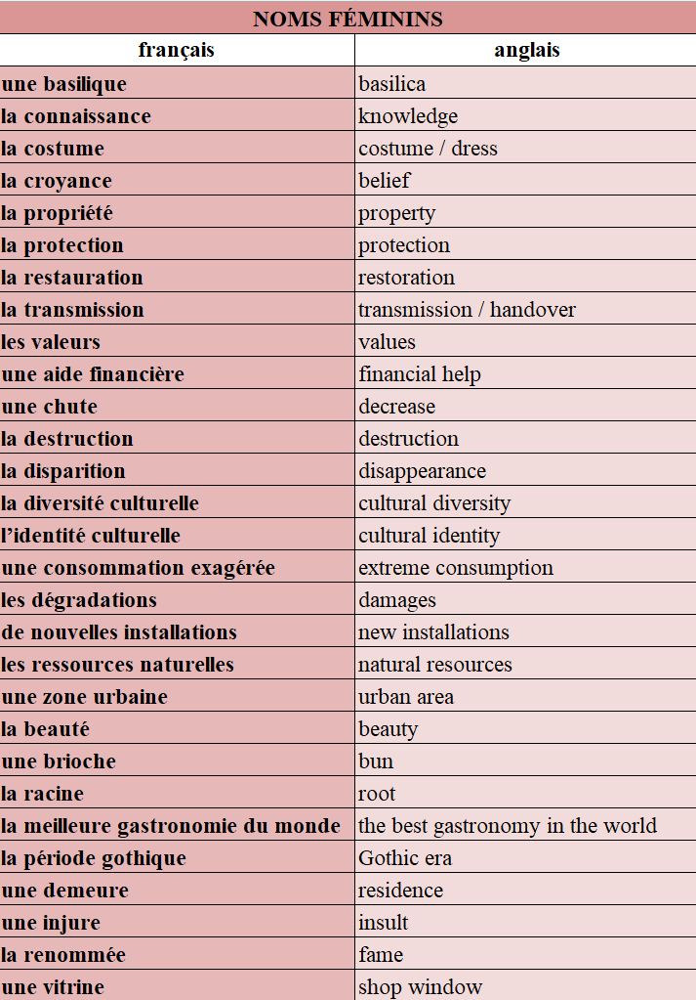 NOMS FÉMININS
français anglais
une basilique basilica
la connaissance knowledge
la costume costume / dress
la croyance belief
la propriété property
la protection protection
la restauration restoration
la transmission transmission / handover
les valeurs values
une aide financière financial help
une chute decrease
la destruction destruction
la disparition disappearance
la diversité culturelle cultural diversity
l’identité culturelle cultural identity
une consommation exagérée extreme consumption
les dégradations damages
de nouvelles installations new installations
les ressources naturelles natural resources
une zone urbaine urban area
la beauté beauty
une brioche bun
la racine root
la meilleure gastronomie du monde the best gastronomy in the world
la période gothique Gothic era
une demeure residence
une injure insult
la renommée fame
une vitrine shop window